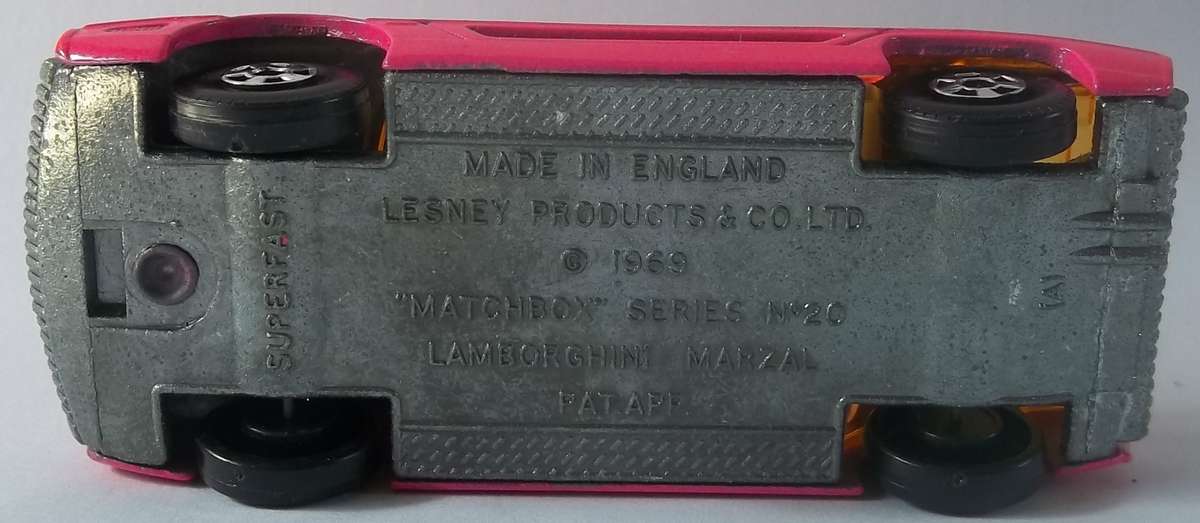 MADE IN ENGLAND
LESNEY PRODUCTS & CO. LTD.
© 1969
"MATCHBOX" SERIES Nº20
LAMBORGHINI MARZAL
PAT APP.
SUPERFAST
(A)